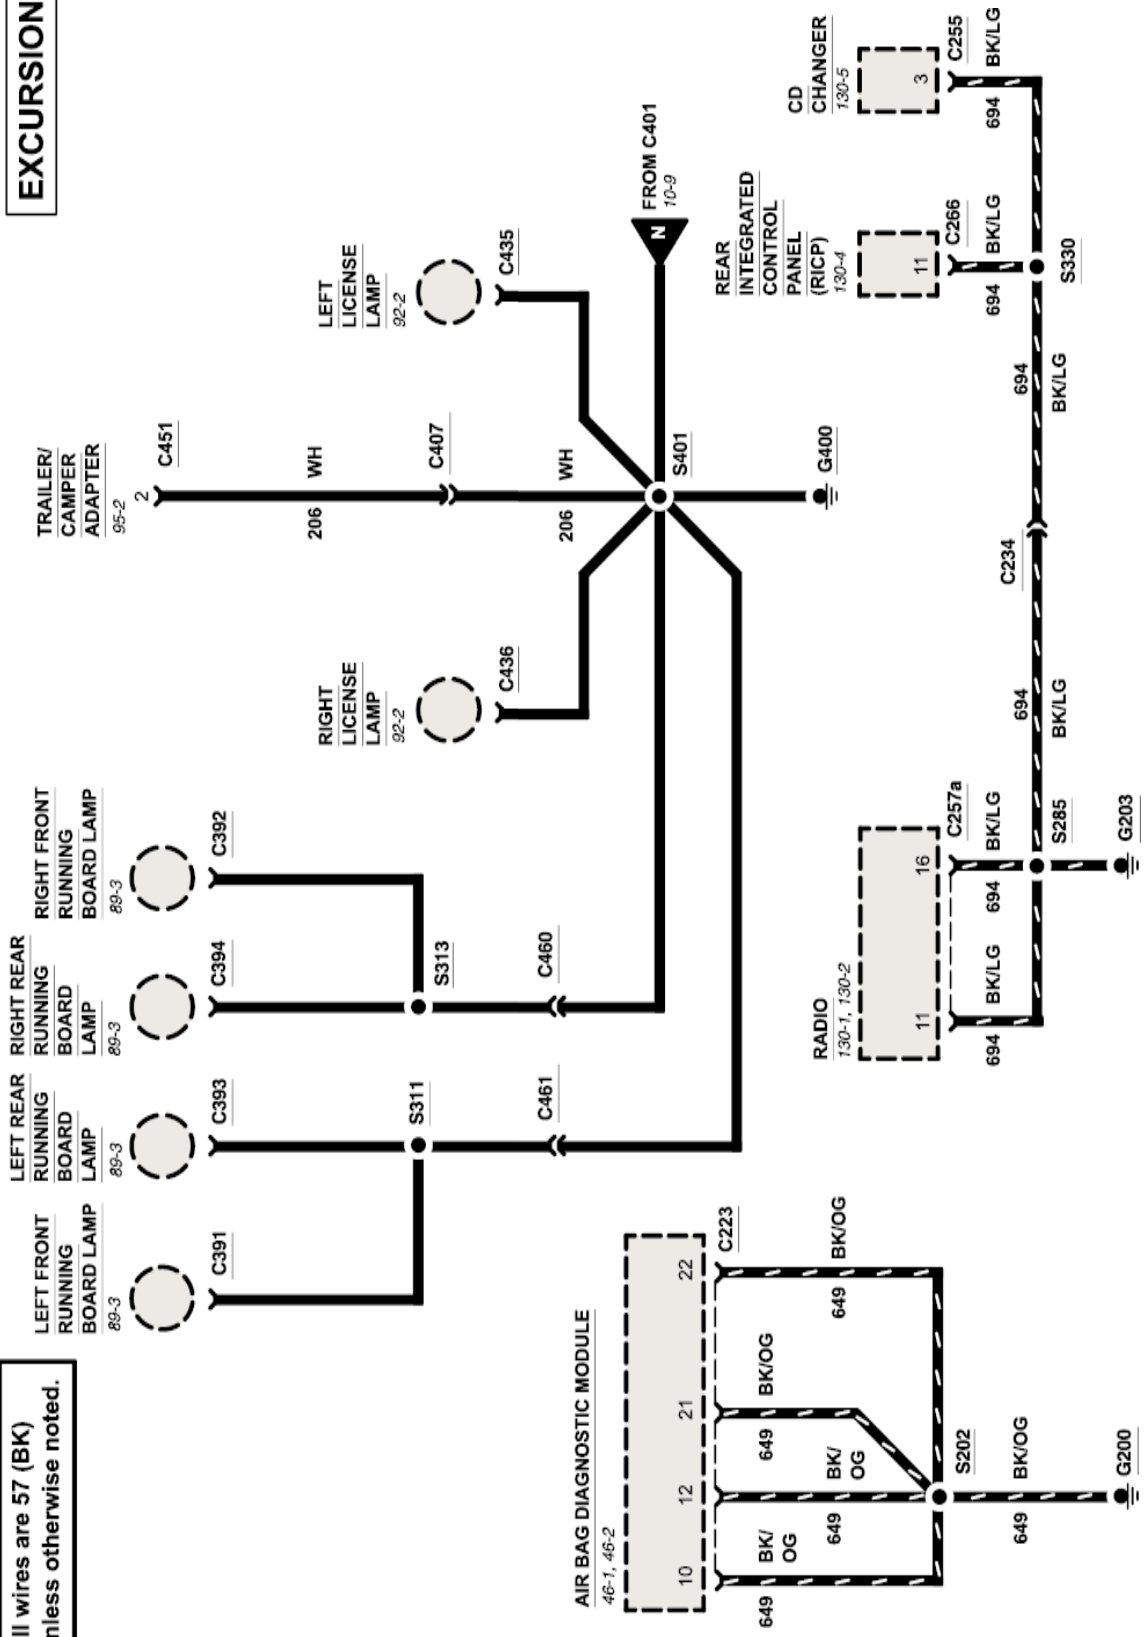 All wires are 57 (BK)
unless otherwise noted.
EXCURSION
LEFT FRONT
RUNNING
BOARD LAMP
89-3
C391
LEFT REAR
RUNNING
BOARD
LAMP
89-3
C393
RIGHT REAR
RUNNING
BOARD
LAMP
89-3
C394
RIGHT FRONT
RUNNING
BOARD LAMP
89-3
C392
S311
S313
C461
C460
TRAILER/
CAMPER
ADAPTER
95-2
2
C451
206
WH
C407
206
WH
RIGHT
LICENSE
LAMP
92-2
C436
LEFT
LICENSE
LAMP
92-2
C435
S401
FROM C401
10-9
N
G400
AIR BAG DIAGNOSTIC MODULE
46-1, 46-2
10
12
21
22
C223
649
BK/
OG
649
BK/
OG
649
BK/OG
649
BK/OG
S202
649
BK/OG
G200
RADIO
130-1, 130-2
11
16
C257a
694
BK/LG
694
BK/LG
S285
G203
694
BK/LG
C234
694
BK/LG
REAR
INTEGRATED
CONTROL
PANEL
(RICP)
130-4
11
C266
694
BK/LG
S330
CD
CHANGER
130-5
3
C255
694
BK/LG